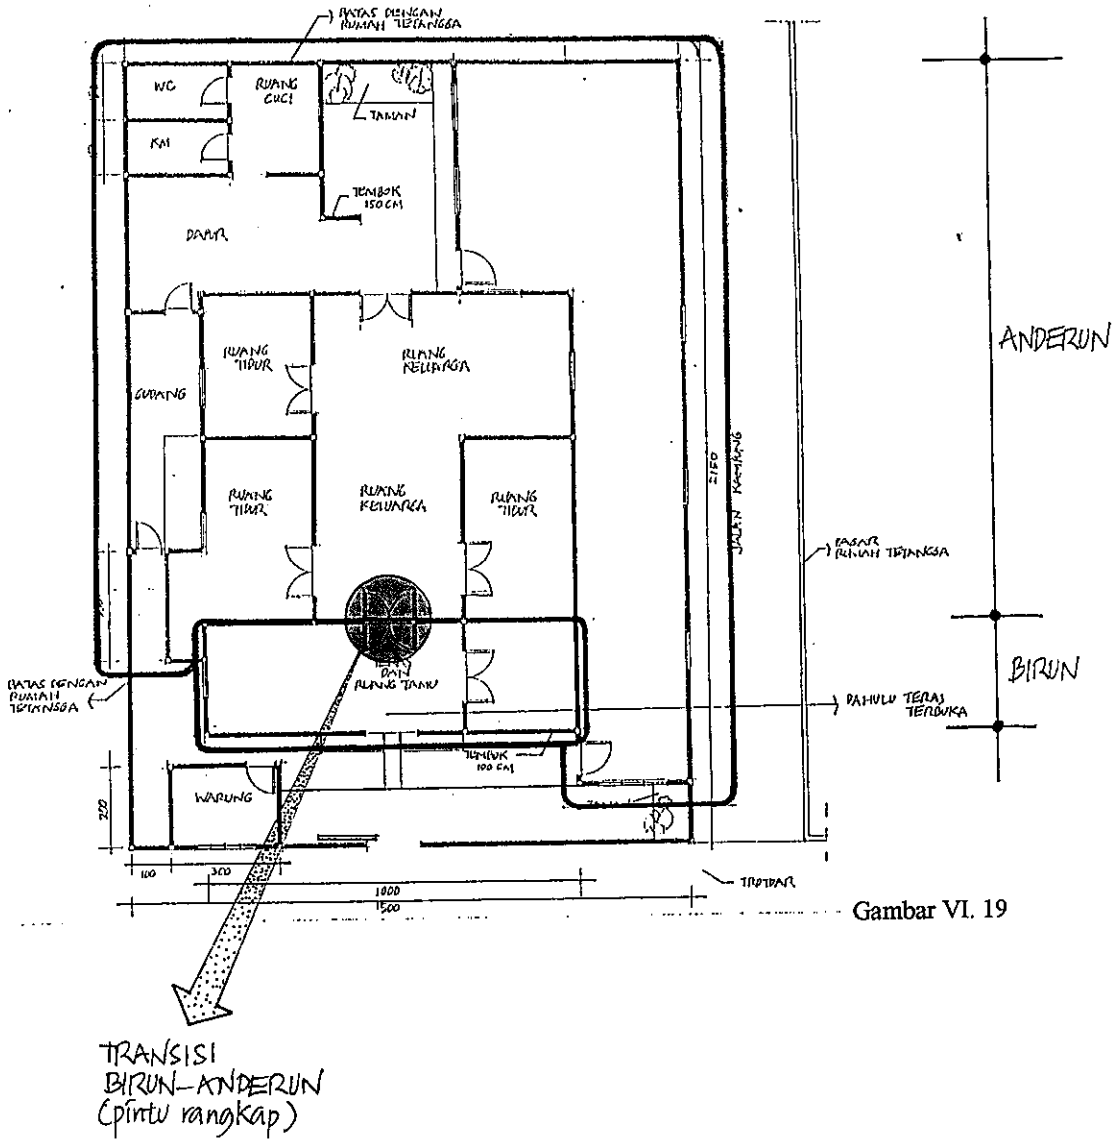 BATAS DENGAN
RUMAH TETANGGA
WC
RUANG
CUCI
KM
TAMAN
TEMBOK
150 CM
DAPUR
ANDERUN
RUANG
TIDUR
RUANG
KELUARGA
GUDANG
JALAN KAMPUNG
2150
RUANG
TIDUR
RUANG
KELUARGA
RUANG
TIDUR
PAGAR
RUMAH TETANGGA
BIRUN
DAN
RUANG TAMU
BATAS DENGAN
RUMAH
TETANGGA
DAHULU TERAS
TERBUKA
TEMBOK
100 CM
WARUNG
200
100
300
1000
1500
TROTOAR
Gambar VI. 19
TRANSISI
BIRUN-ANDERUN
(pintu rangkap)